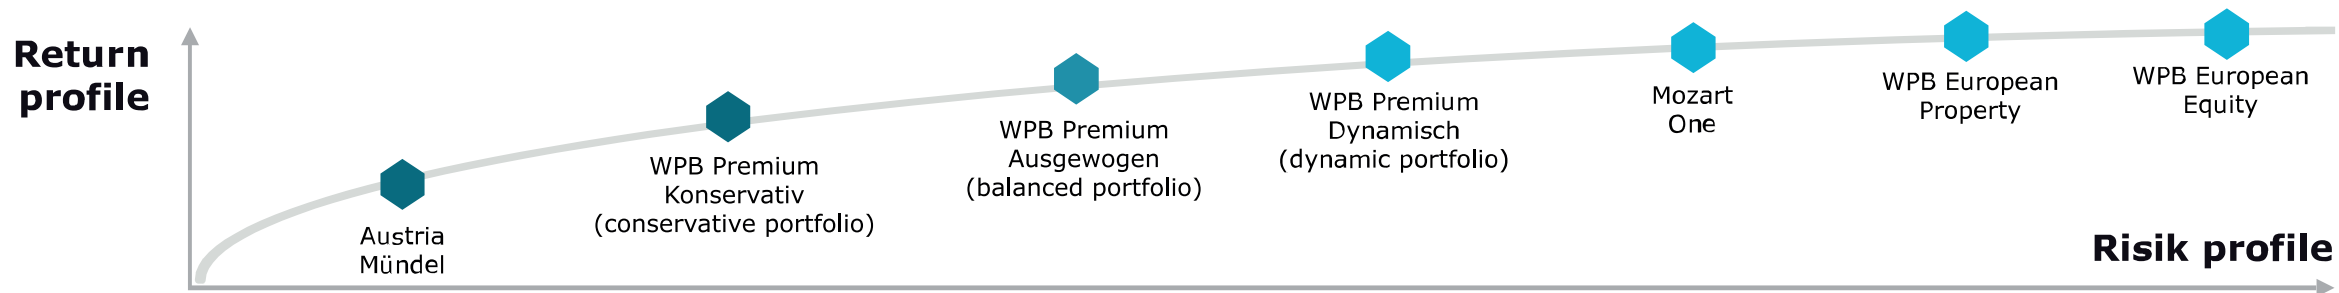 Return
profile
Austria
Mündel
WPB Premium
Konservativ
(conservative portfolio)
WPB Premium
Ausgewogen
(balanced portfolio)
WPB Premium
Dynamisch
(dynamic portfolio)
Mozart
One
WPB European
Property
WPB European
Equity
Risik profile